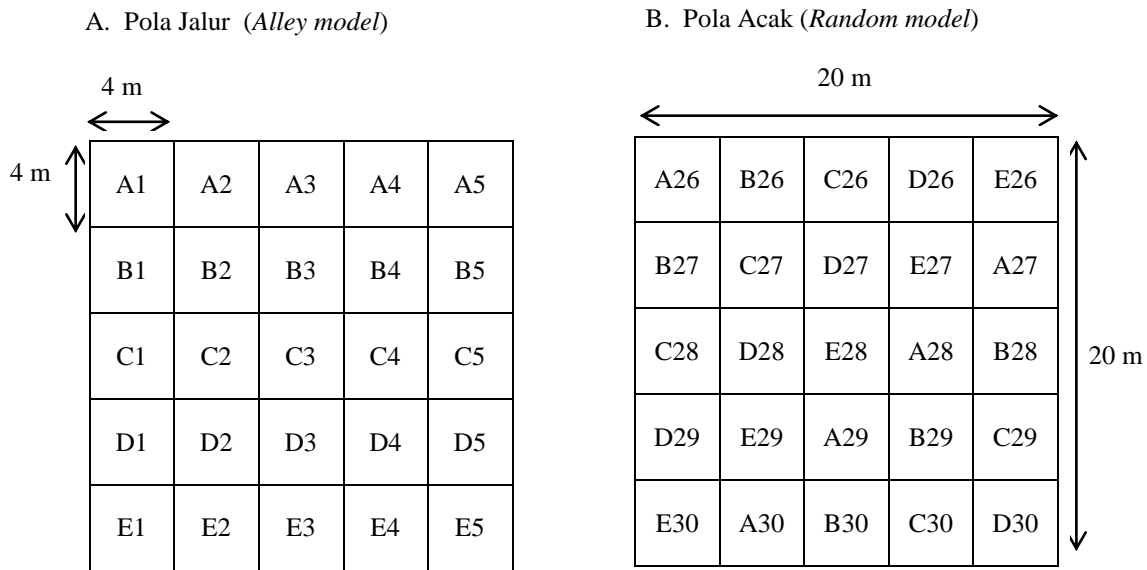 A. Pola Jalur (Alley model)
4 m
4 m
A1 A2 A3 A4 A5
B1 B2 B3 B4 B5
C1 C2 C3 C4 C5
D1 D2 D3 D4 D5
E1 E2 E3 E4 E5
B. Pola Acak (Random model)
20 m
A26 B26 C26 D26 E26
B27 C27 D27 E27 A27
C28 D28 E28 A28 B28
20 m
D29 E29 A29 B29 C29
E30 A30 B30 C30 D30